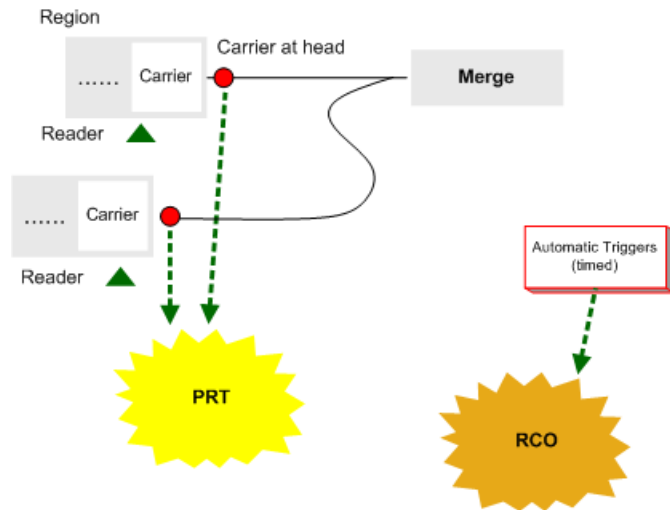 Region
Carrier at head
......
Carrier
Merge
Reader
......
Carrier
Reader
Automatic Triggers
(timed)
PRT
RCO